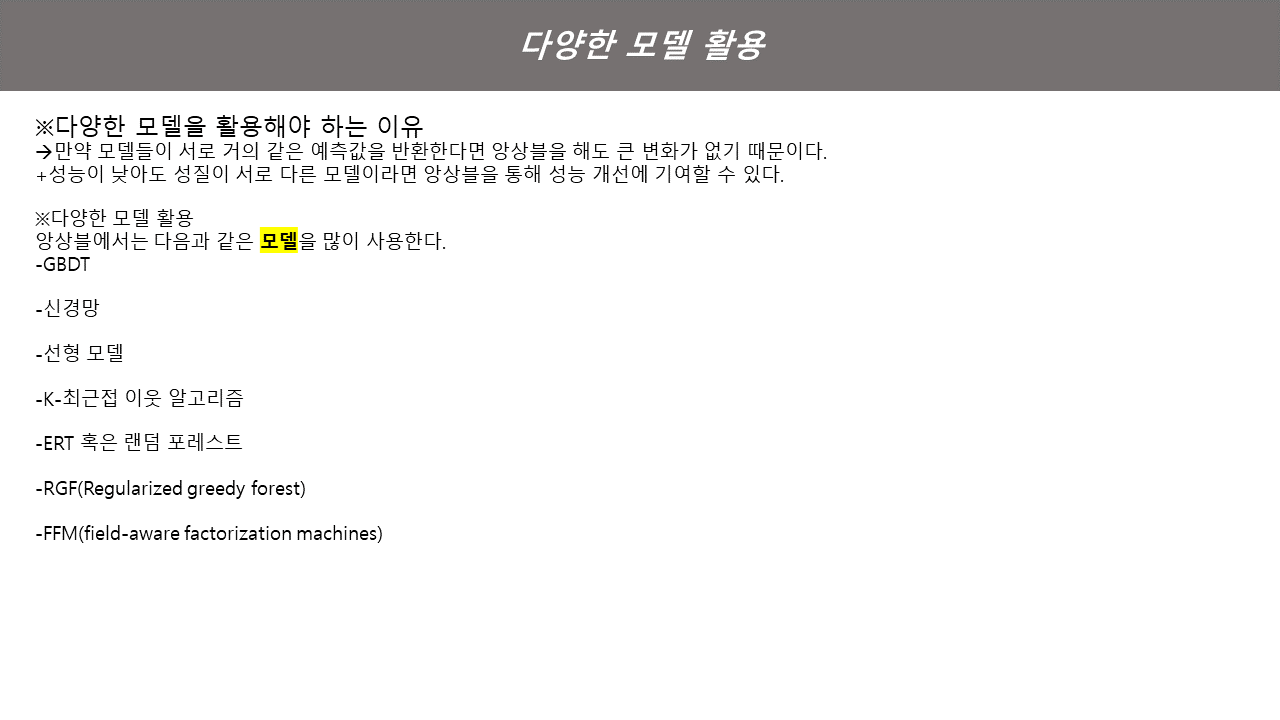 다양한 모델 활용
※다양한 모델을 활용해야 하는 이유
→만약 모델들이 서로 거의 같은 예측값을 반환한다면 앙상블을 해도 큰 변화가 없기 때문이다.
+성능이 낮아도 성질이 서로 다른 모델이라면 앙상블을 통해 성능 개선에 기여할 수 있다.
※다양한 모델 활용
앙상블에서는 다음과 같은 모델을 많이 사용한다.
-GBDT
-신경망
-선형 모델
-K-최근접 이웃 알고리즘
-ERT 혹은 랜덤 포레스트
-RGF(Regularized greedy forest)
-FFM(field-aware factorization machines)